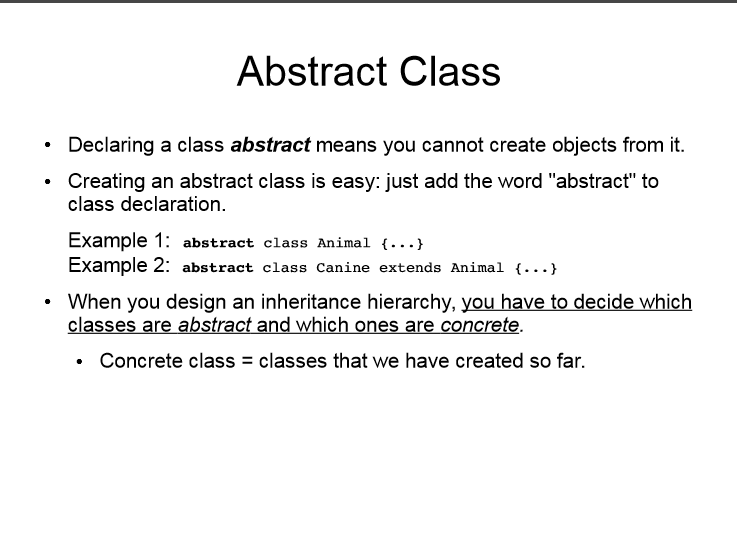 Abstract Class
• Declaring a class abstract means you cannot create objects from it.
• Creating an abstract class is easy: just add the word "abstract" to
class declaration.
Example 1: abstract class Animal {...}
Example 2: abstract class Canine extends Animal {...}
• When you design an inheritance hierarchy, you have to decide which
classes are abstract and which ones are concrete.
• Concrete class = classes that we have created so far.